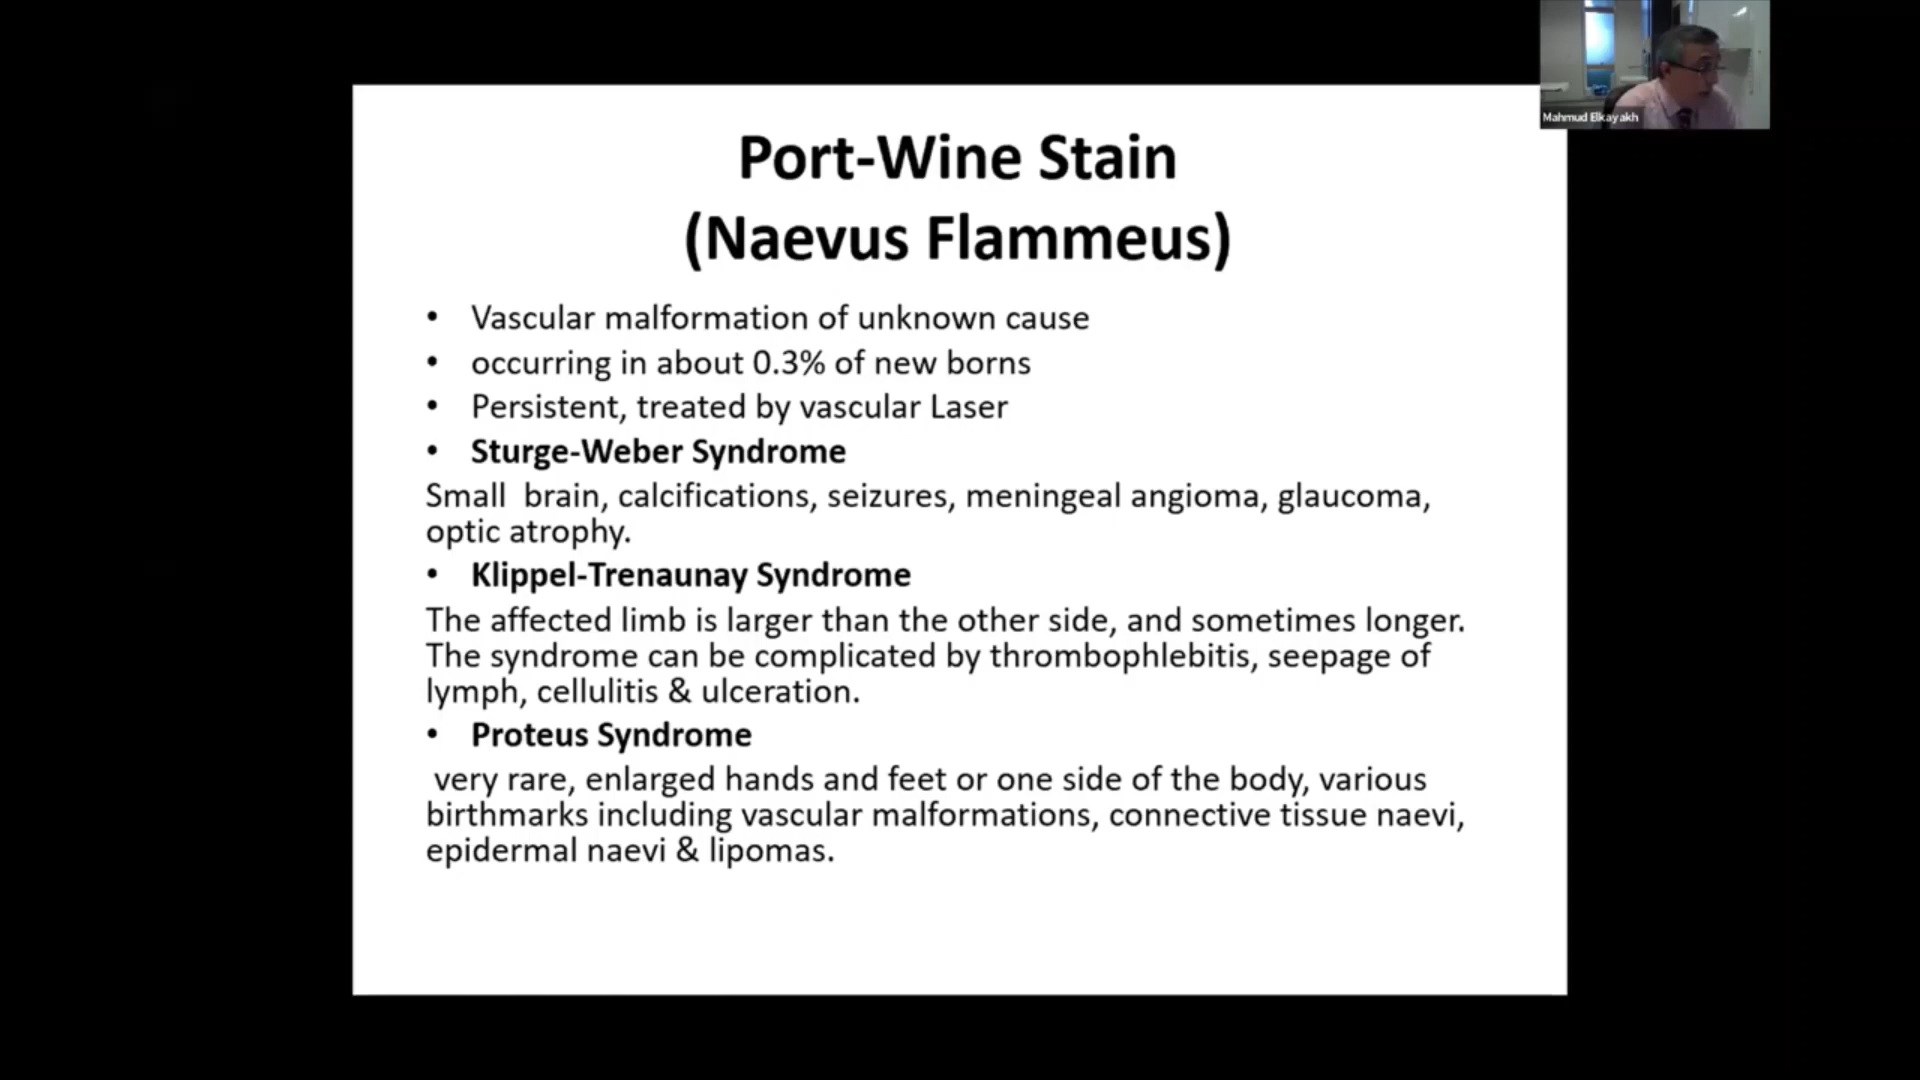 Mahmud Elkayakh
Port-Wine Stain
(Naevus Flammeus)
• Vascular malformation of unknown cause
• occurring in about 0.3% of new borns
• Persistent, treated by vascular Laser
• Sturge-Weber Syndrome
Small  brain, calcifications, seizures, meningeal angioma, glaucoma,
optic atrophy.
• Klippel-Trenaunay Syndrome
The affected limb is larger than the other side, and sometimes longer.
The syndrome can be complicated by thrombophlebitis, seepage of
lymph, cellulitis & ulceration.
• Proteus Syndrome
very rare, enlarged hands and feet or one side of the body, various
birthmarks including vascular malformations, connective tissue naevi,
epidermal naevi & lipomas.